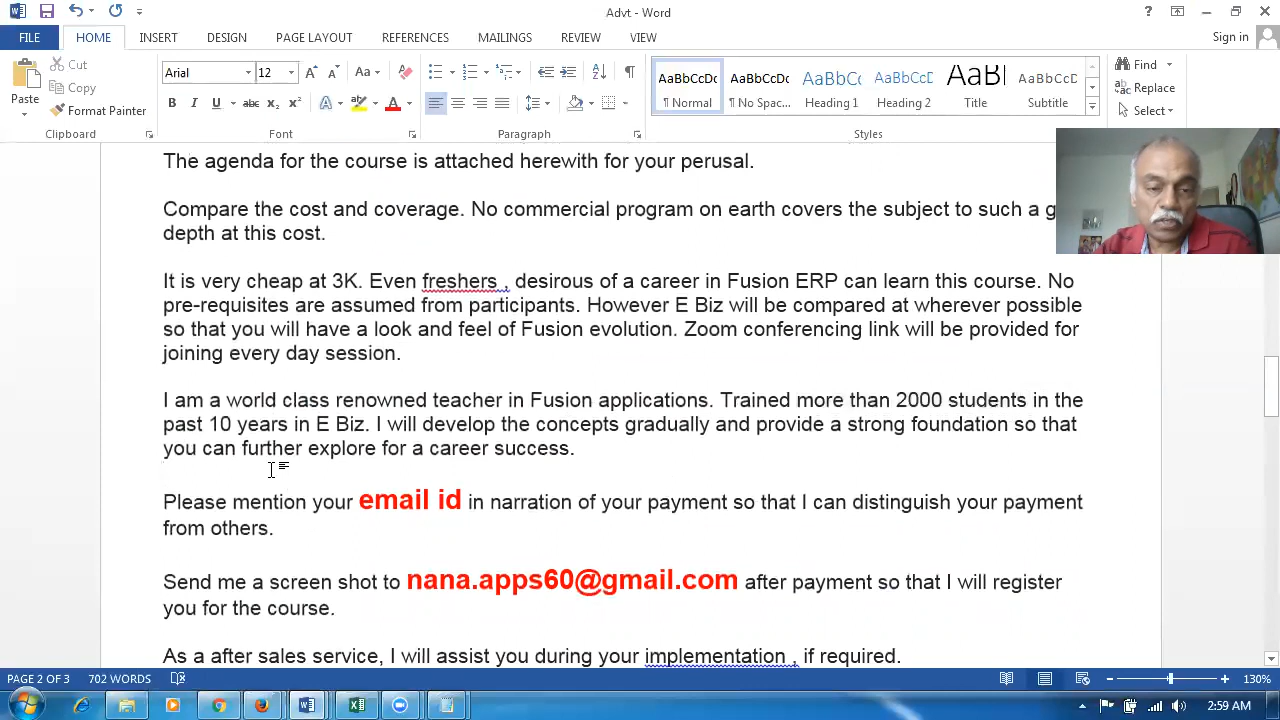 Advt - Word
FILE HOME INSERT DESIGN PAGE LAYOUT REFERENCES MAILINGS REVIEW VIEW Sign in
Paste Cut Copy Format Painter
Arial 12
AaBbCcDc AaBbCcDc AaBbCc AaBbCcD AaB AaBbCcD
¶ Normal ¶ No Spac... Heading 1 Heading 2 Title Subtitle
Find Replace Select
Clipboard Font Paragraph Styles
The agenda for the course is attached herewith for your perusal.
Compare the cost and coverage. No commercial program on earth covers the subject to such a
depth at this cost.
It is very cheap at 3K. Even freshers , desirous of a career in Fusion ERP can learn this course. No
pre-requisites are assumed from participants. However E Biz will be compared at wherever possible
so that you will have a look and feel of Fusion evolution. Zoom conferencing link will be provided for
joining every day session.
I am a world class renowned teacher in Fusion applications. Trained more than 2000 students in the
past 10 years in E Biz. I will develop the concepts gradually and provide a strong foundation so that
you can further explore for a career success.
Please mention your email id in narration of your payment so that I can distinguish your payment
from others.
Send me a screen shot to nana.apps60@gmail.com after payment so that I will register
you for the course.
As a after sales service, I will assist you during your implementation , if required.
PAGE 2 OF 3 702 WORDS 130%
2:59 AM